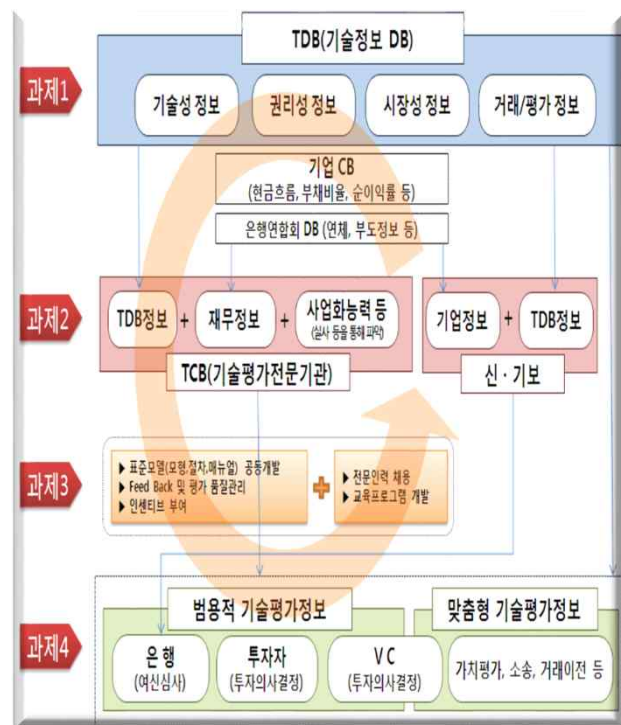 TDB(기술정보 DB)
과제1
기술성 정보
권리성 정보
시장성 정보
거래/평가 정보
기업 CB
(현금흐름, 부채비율, 순이익률 등)
은행연합회 DB (연체, 부도정보 등)
과제2
TDB정보 + 재무정보 + 사업화능력 등
(실사 등을 통해 파악)
기업정보 + TDB정보
TCB(기술평가전문기관)
신 · 기보
과제3
▶ 표준모델(모형,절차,매뉴얼) 공동개발
▶ Feed Back 및 평가 품질관리
▶ 인센티브 부여
▶ 전문인력 채용
▶ 교육프로그램 개발
과제4
범용적 기술평가정보
맞춤형 기술평가정보
은 행
(여신심사)
투자자
(투자의사결정)
V C
(투자의사결정)
가치평가, 소송, 거래이전 등